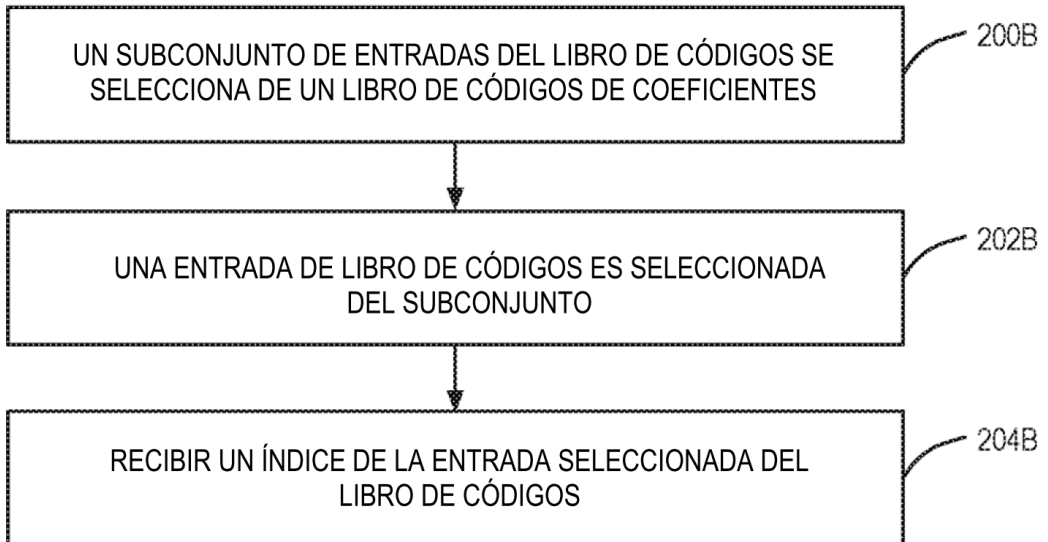 UN SUBCONJUNTO DE ENTRADAS DEL LIBRO DE CÓDIGOS SE
SELECCIONA DE UN LIBRO DE CÓDIGOS DE COEFICIENTES
200B
UNA ENTRADA DE LIBRO DE CÓDIGOS ES SELECCIONADA
DEL SUBCONJUNTO
202B
RECIBIR UN ÍNDICE DE LA ENTRADA SELECCIONADA DEL
LIBRO DE CÓDIGOS
204B